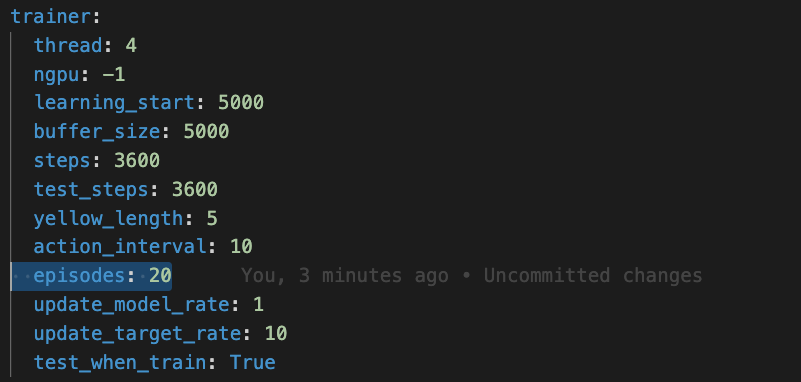 trainer:
thread: 4
ngpu: -1
learning_start: 5000
buffer_size: 5000
steps: 3600
test_steps: 3600
yellow_length: 5
action_interval: 10
episodes: 20 You, 3 minutes ago • Uncommitted changes
update_model_rate: 1
update_target_rate: 10
test_when_train: True